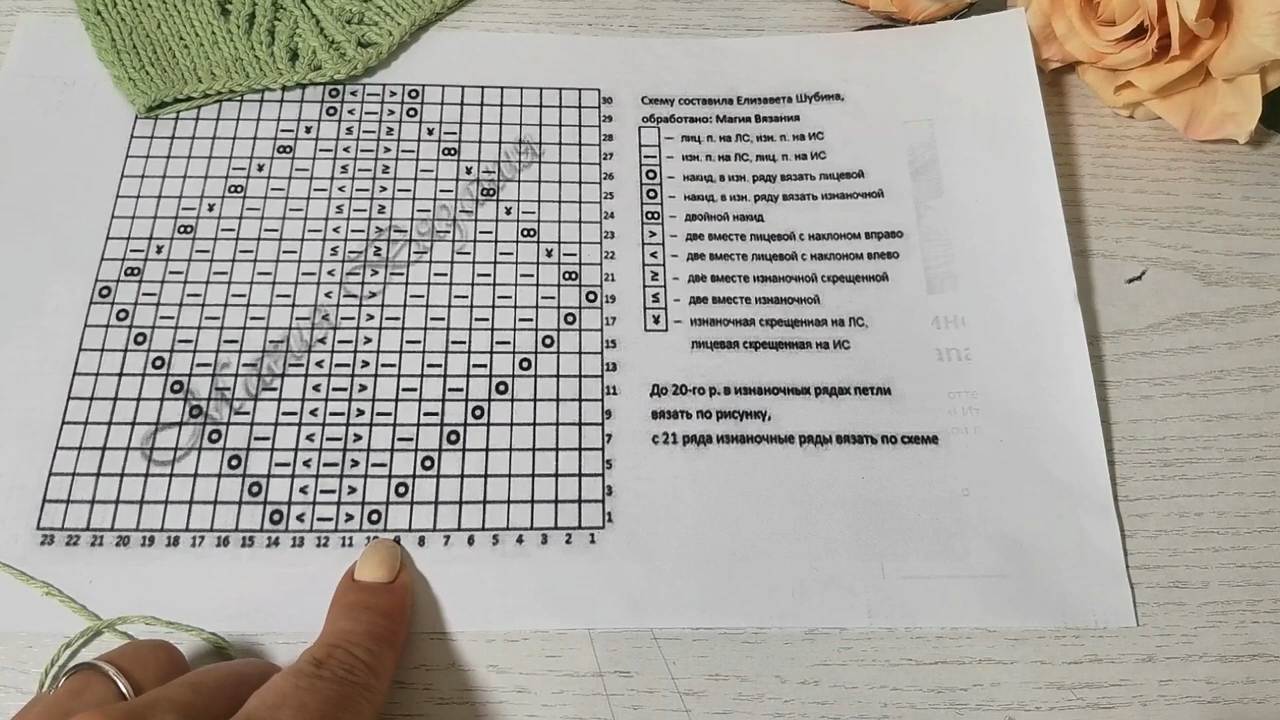 Схему составила Елизавета Шубина,
обработано: Магия Вязания
— лиц. п. на ЛС, изн. п. на ИС
— изн. п. на ЛС, лиц. п. на ИС
— накид, в изн. ряду вязать лицевой
— накид, в изн. ряду вязать изнаночной
— двойной накид
> — две вместе лицевой с наклоном вправо
< — две вместе лицевой с наклоном влево
≥ — две вместе изнаночной скрещенной
≤ — две вместе изнаночной
¥ — изнаночная скрещенная на ЛС,
лицевая скрещенная на ИС
До 20-го р. в изнаночных рядах петли
вязать по рисунку,
с 21 ряда изнаночные ряды вязать по схеме
30
29
28
27
26
25
24
23
22
21
19
17
15
13
11
9
7
5
3
1
23 22 21 20 19 18 17 16 15 14 13 12 11 10 9 8 7 6 5 4 3 2 1
Магия Вязания